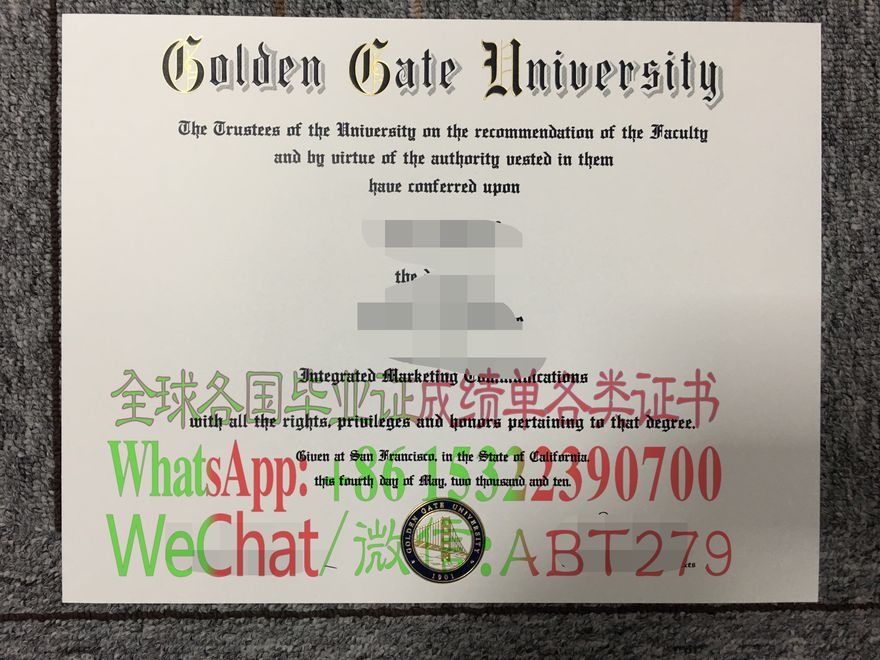 Golden Gate University
The Trustees of the University on the recommendation of the Faculty
and by virtue of the authority vested in them
have conferred upon
the
Integrated Marketing Communications
全球各国毕业证成绩单各类证书
with all the rights, privileges and honors pertaining to that degree.
Given at San Francisco, in the State of California,
this fourth day of May, two thousand and ten.
WhatsApp: +86 15322390700
GOLDEN GATE UNIVERSITY
1901
WeChat/微信:ABT279